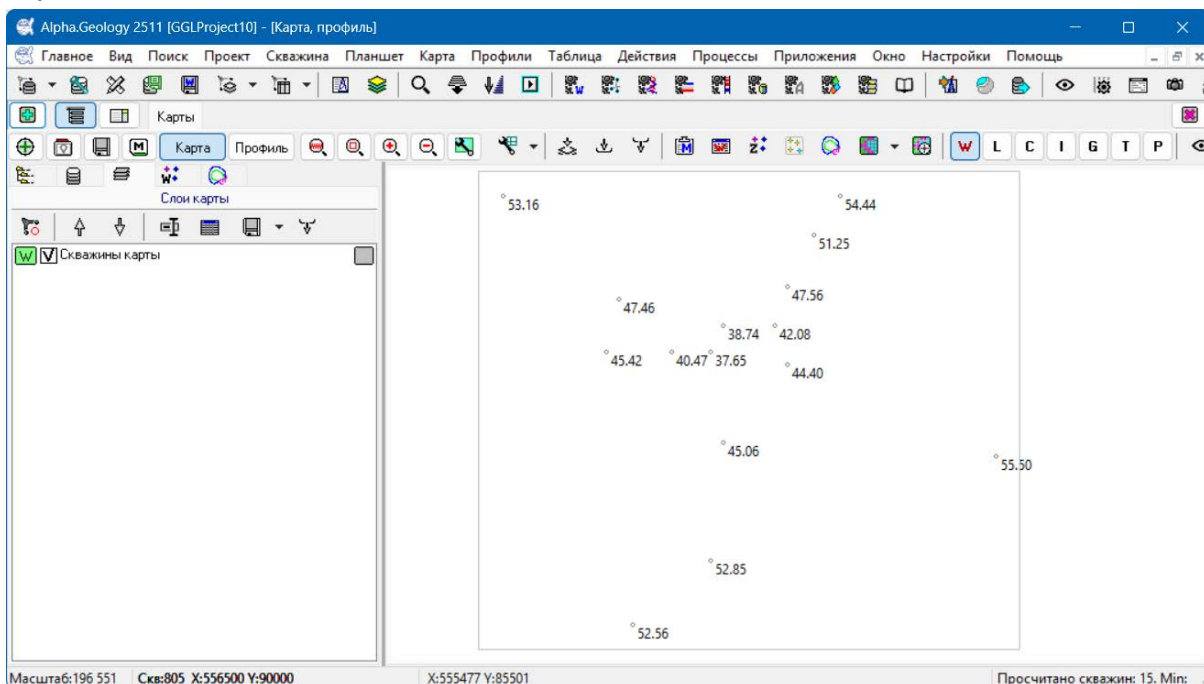 Alpha.Geology 2511 [GGLProject10] - [Карта, профиль]
Главное Вид Поиск Проект Скважина Планшет Карта Профили Таблица Действия Процессы Приложения Окно Настройки Помощь
Карты
M Карта Профиль W L C I G T P
Слои карты
W Скважины карты
53.16 54.44
51.25
47.56
47.46
38.74 42.08
45.42 40.47 37.65
44.40
45.06
55.50
52.85
52.56
Масштаб:196 551 Скв:805 X:556500 Y:90000 X:555477 Y:85501 Просчитано скважин: 15. Min: